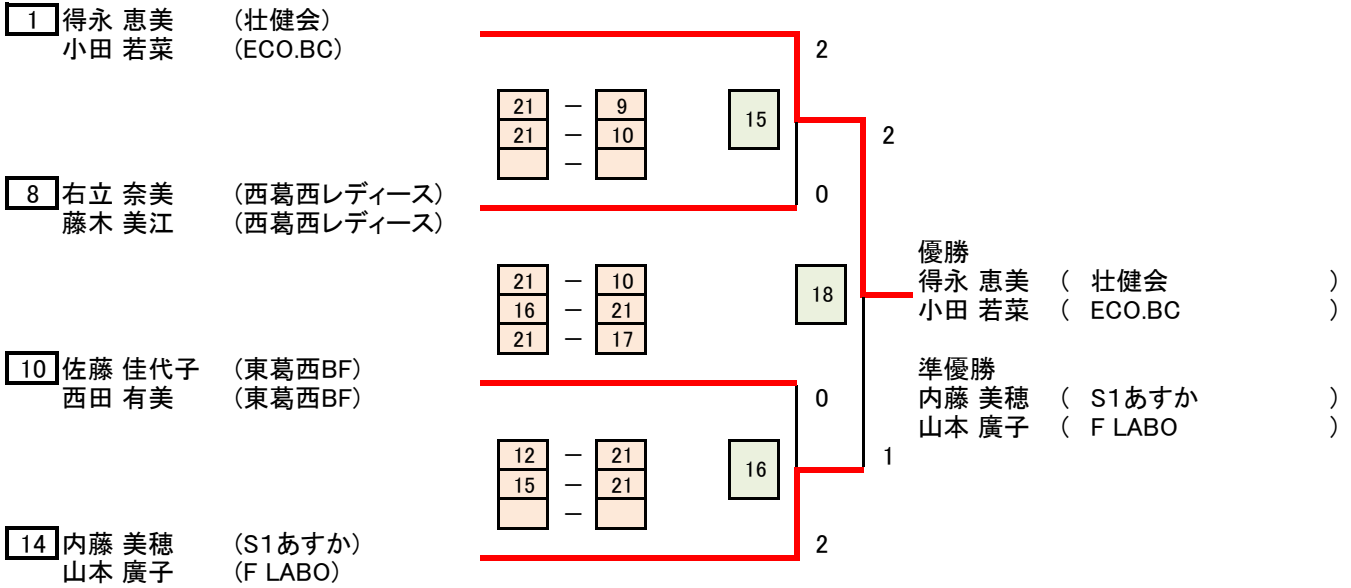 1 得永 恵美 (壮健会)
小田 若菜 (ECO.BC)
2
21 － 9
21 － 10
－
15
2
8 右立 奈美 (西葛西レディース)
藤木 美江 (西葛西レディース)
0
21 － 10
16 － 21
21 － 17
18
優勝
得永 恵美 ( 壮健会 )
小田 若菜 ( ECO.BC )
10 佐藤 佳代子 (東葛西BF)
西田 有美 (東葛西BF)
0
準優勝
内藤 美穂 ( S1あすか )
山本 廣子 ( F LABO )
12 － 21
15 － 21
－
16
1
14 内藤 美穂 (S1あすか)
山本 廣子 (F LABO)
2